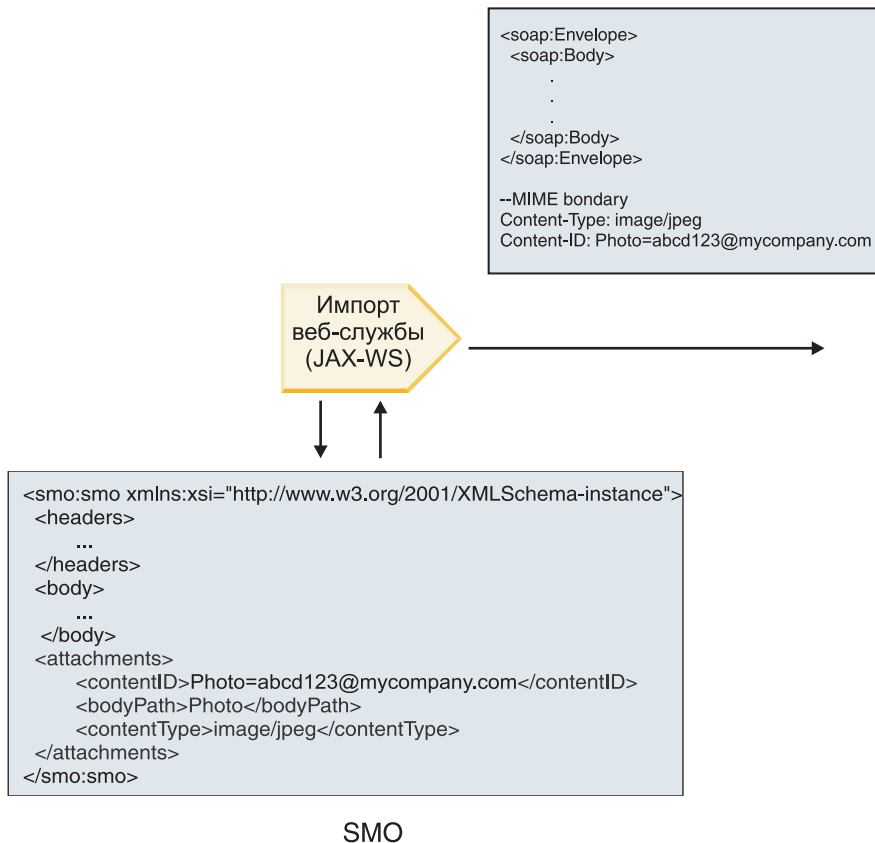 <soap:Envelope>
<soap:Body>
.
.
.
</soap:Body>
</soap:Envelope>
--MIME bondary
Content-Type: image/jpeg
Content-ID: Photo=abcd123@mycompany.com
Импорт
веб-службы
(JAX-WS)
<smo:smo xmlns:xsi="http://www.w3.org/2001/XMLSchema-instance">
<headers>
...
</headers>
<body>
...
</body>
<attachments>
<contentID>Photo=abcd123@mycompany.com</contentID>
<bodyPath>Photo</bodyPath>
<contentType>image/jpeg</contentType>
</attachments>
</smo:smo>
SMO